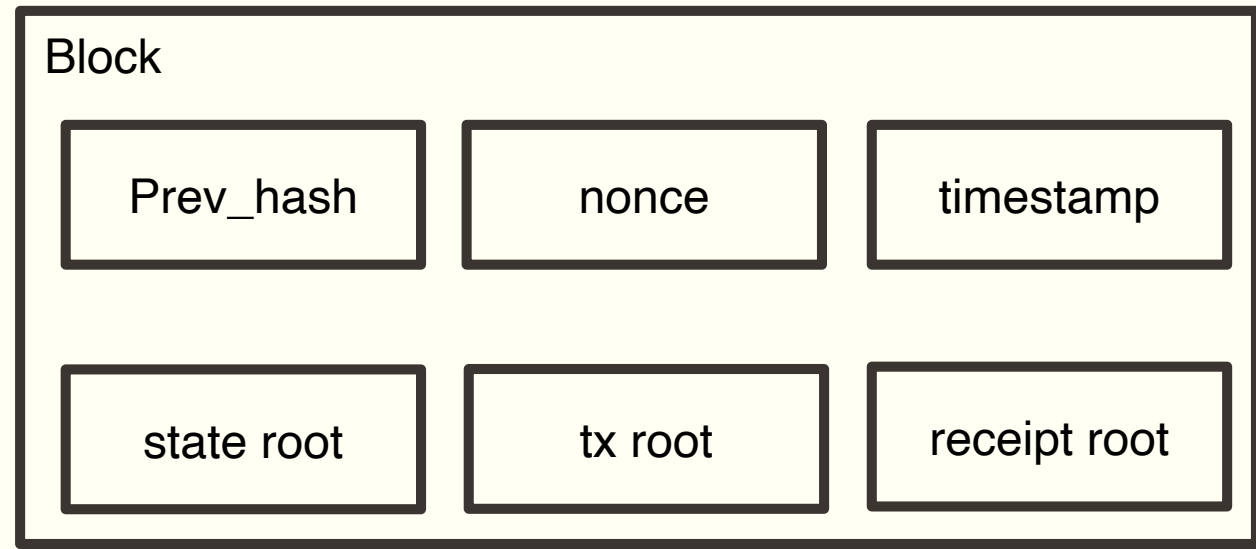 Block
Prev_hash
nonce
timestamp
state root
tx root
receipt root